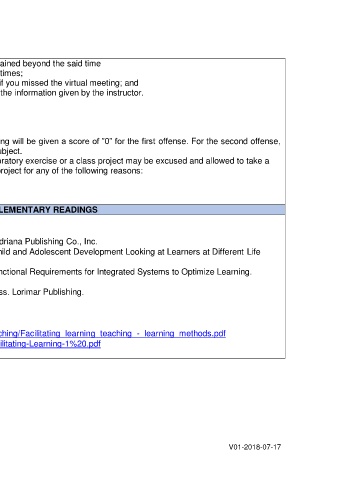 ained beyond the said time
times;
if you missed the virtual meeting; and
the information given by the instructor.
ng will be given a score of "0" for the first offense. For the second offense,
bject.
oratory exercise or a class project may be excused and allowed to take a
project for any of the following reasons:
LEMENTARY READINGS
driana Publishing Co., Inc.
hild and Adolescent Development Looking at Learners at Different Life
nctional Requirements for Integrated Systems to Optimize Learning.
ss. Lorimar Publishing.
ching/Facilitating_learning_teaching_-_learning_methods.pdf
ilitating-Learning-1%20.pdf
V01-2018-07-17